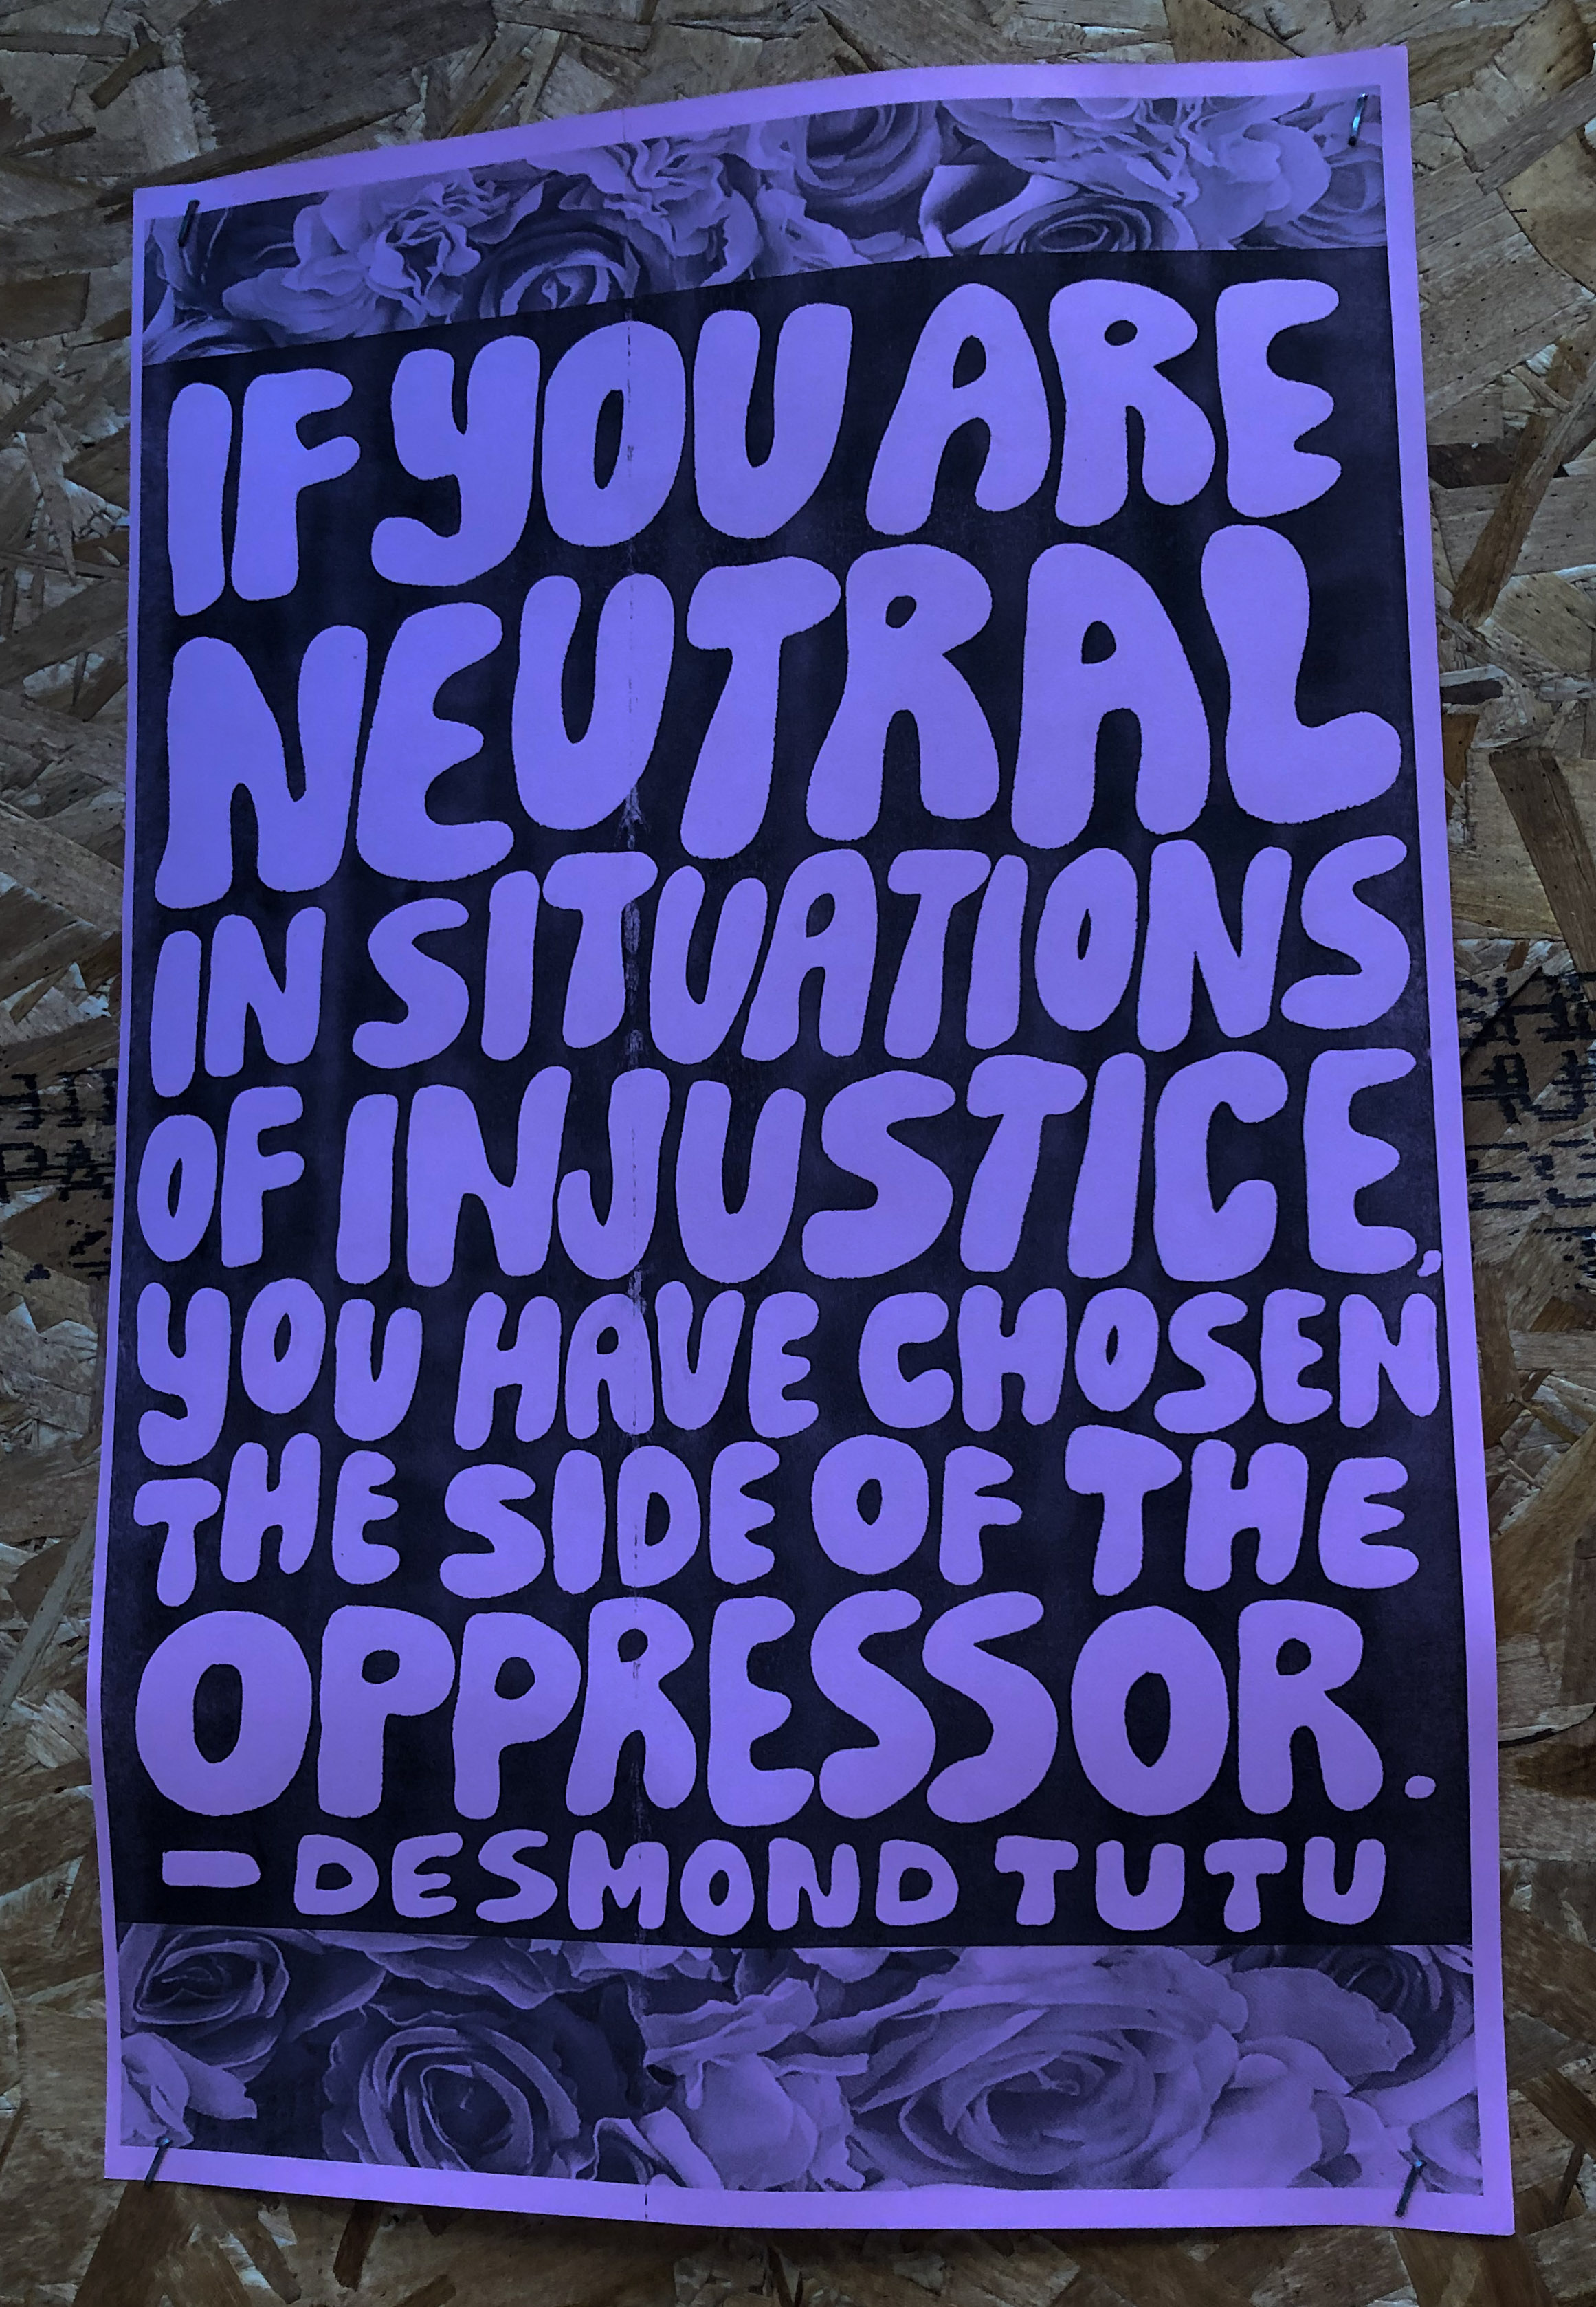 IF YOU ARE
NEUTRAL
IN SITUATIONS
OF INJUSTICE,
YOU HAVE CHOSEN
THE SIDE OF THE
OPPRESSOR.
— DESMOND TUTU